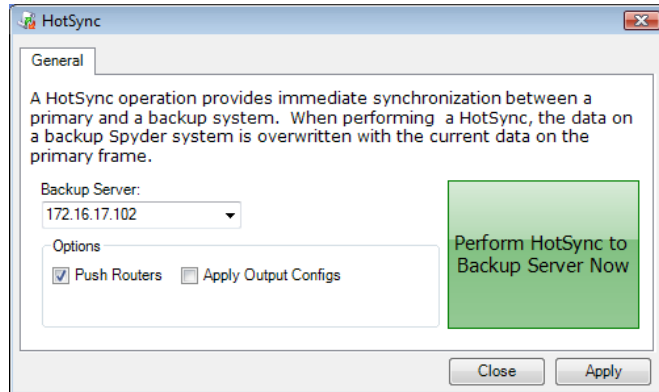 HotSync
General
A HotSync operation provides immediate synchronization between a
primary and a backup system. When performing a HotSync, the data on
a backup Spyder system is overwritten with the current data on the
primary frame.
Backup Server:
172.16.17.102
Options
Push Routers Apply Output Configs
Perform HotSync to
Backup Server Now
Close Apply